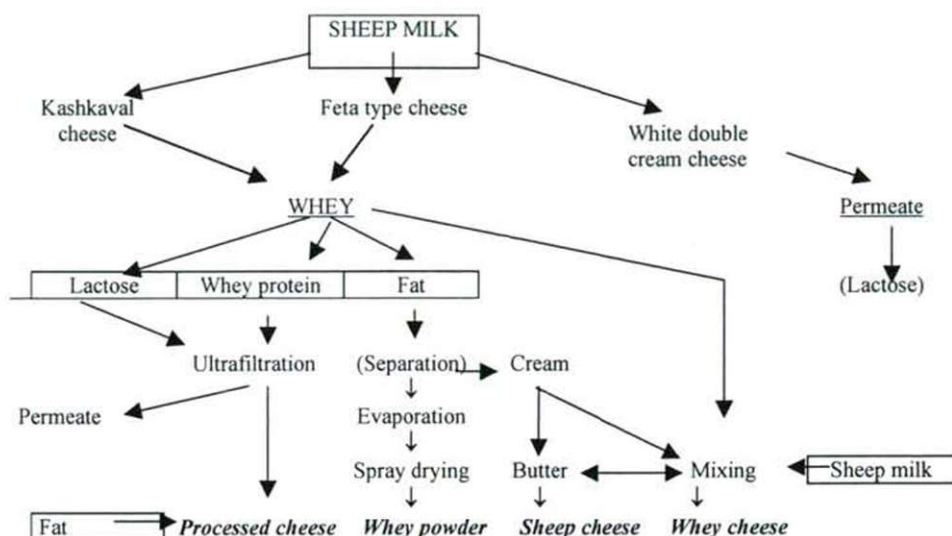 SHEEP MILK
Kashkaval
cheese
Feta type cheese
White double
cream cheese
WHEY
Permeate
Lactose
Whey protein
Fat
(Lactose)
Ultrafiltration
(Separation)
Cream
Permeate
Evaporation
Spray drying
Butter
Mixing
Sheep milk
Fat
Processed cheese
Whey powder
Sheep cheese
Whey cheese